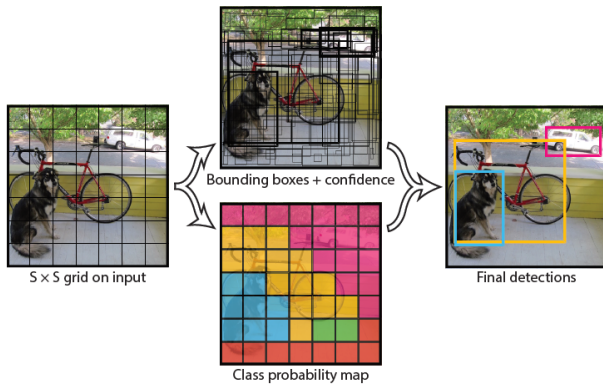 Bounding boxes + confidence
S × S grid on input
Final detections
Class probability map